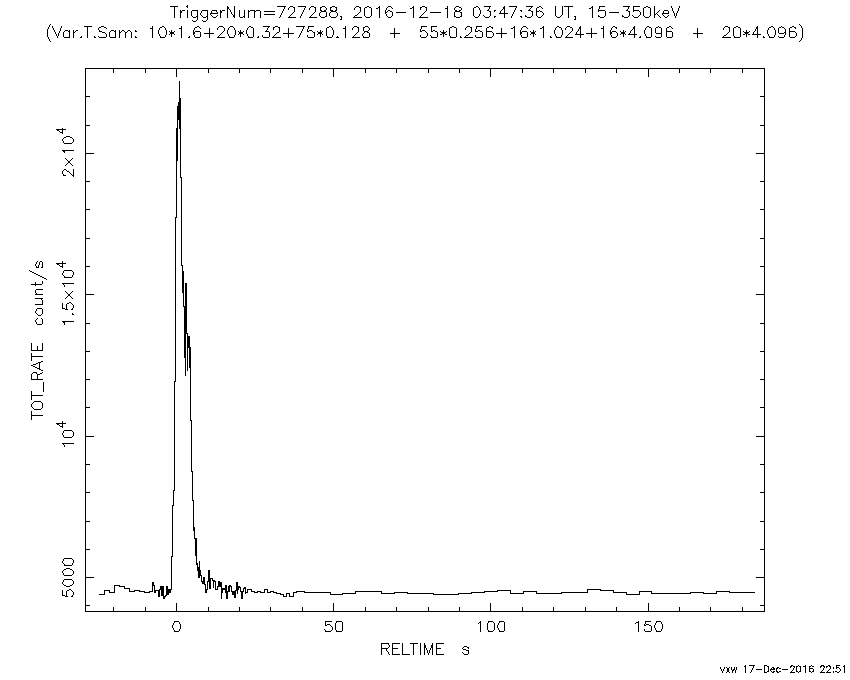 TriggerNum=727288, 2016-12-18 03:47:36 UT, 15-350keV
(Var.T.Sam: 10*1.6+20*0.32+75*0.128 + 55*0.256+16*1.024+16*4.096 + 20*4.096)
2×10⁴
1.5×10⁴
10⁴
5000
TOT_RATE count/s
0 50 100 150
RELTIME s
vxw 17-Dec-2016 22:51